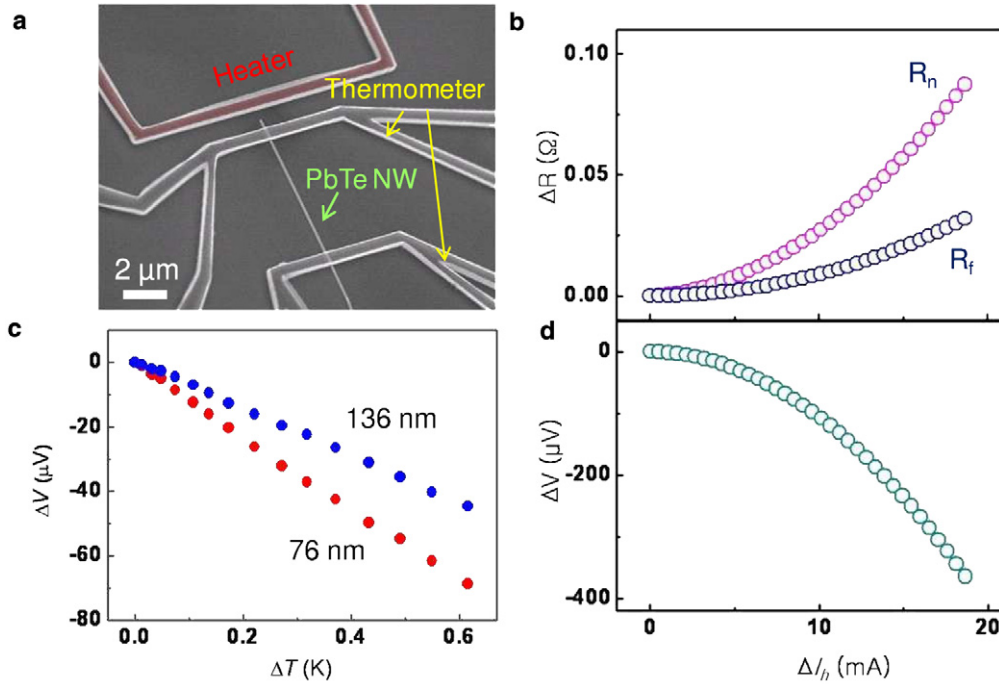 a
Heater
Thermometer
PbTe NW
2 μm
b
0.10
0.05
0.00
ΔR (Ω)
Rₙ
R_f
c
0
-20
-40
-60
-80
ΔV (μV)
136 nm
76 nm
0.0 0.2 0.4 0.6
ΔT (K)
d
0
-200
-400
ΔV (μV)
0 10 20
ΔIₕ (mA)